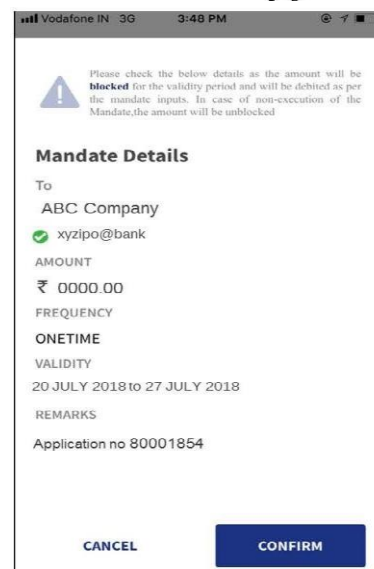 Vodafone IN 3G 3:48 PM
Please check the below details as the amount will be
blocked for the validity period and will be debited as per
the mandate inputs. In case of non-execution of the
Mandate,the amount will be unblocked
Mandate Details
To
ABC Company
xyzipo@bank
AMOUNT
₹ 0000.00
FREQUENCY
ONETIME
VALIDITY
20 JULY 2018 to 27 JULY 2018
REMARKS
Application no 80001854
CANCEL CONFIRM